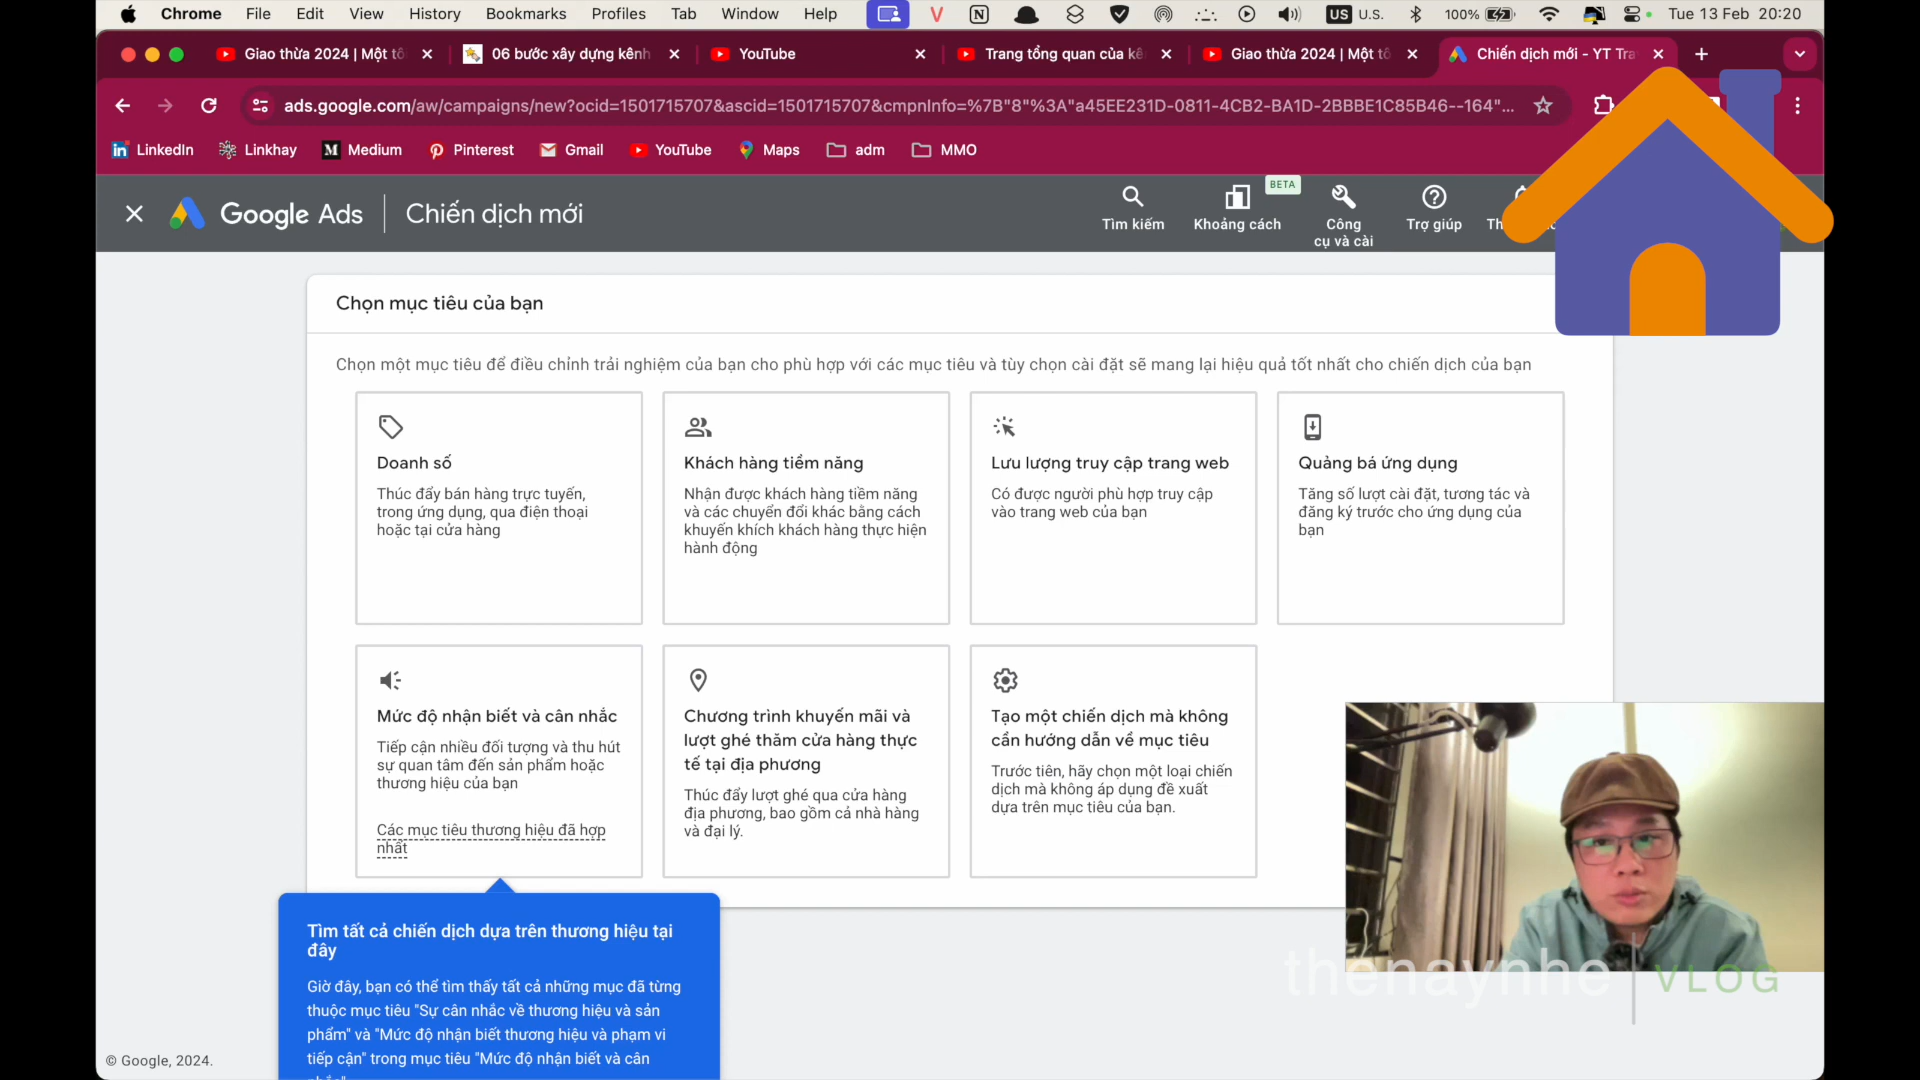 Chrome File Edit View History Bookmarks Profiles Tab Window Help
US U.S. 100% Tue 13 Feb 20:20
Giao thừa 2024 | Một tô
06 bước xây dựng kênh
YouTube
Trang tổng quan của kê
Giao thừa 2024 | Một tô
Chiến dịch mới - YT Tra
ads.google.com/aw/campaigns/new?ocid=1501715707&ascid=1501715707&cmpnInfo=%7B"8"%3A"a45EE231D-0811-4CB2-BA1D-2BBBE1C85B46--164"...
LinkedIn Linkhay Medium Pinterest Gmail YouTube Maps adm MMO
Google Ads Chiến dịch mới
Tìm kiếm
BETA
Khoảng cách
Công
cụ và cài
Trợ giúp
Chọn mục tiêu của bạn
Chọn một mục tiêu để điều chỉnh trải nghiệm của bạn cho phù hợp với các mục tiêu và tùy chọn cài đặt sẽ mang lại hiệu quả tốt nhất cho chiến dịch của bạn
Doanh số
Thúc đẩy bán hàng trực tuyến,
trong ứng dụng, qua điện thoại
hoặc tại cửa hàng
Khách hàng tiềm năng
Nhận được khách hàng tiềm năng
và các chuyển đổi khác bằng cách
khuyến khích khách hàng thực hiện
hành động
Lưu lượng truy cập trang web
Có được người phù hợp truy cập
vào trang web của bạn
Quảng bá ứng dụng
Tăng số lượt cài đặt, tương tác và
đăng ký trước cho ứng dụng của
bạn
Mức độ nhận biết và cân nhắc
Tiếp cận nhiều đối tượng và thu hút
sự quan tâm đến sản phẩm hoặc
thương hiệu của bạn
Các mục tiêu thương hiệu đã hợp
nhất
Chương trình khuyến mãi và
lượt ghé thăm cửa hàng thực
tế tại địa phương
Thúc đẩy lượt ghé qua cửa hàng
địa phương, bao gồm cả nhà hàng
và đại lý.
Tạo một chiến dịch mà không
cần hướng dẫn về mục tiêu
Trước tiên, hãy chọn một loại chiến
dịch mà không áp dụng đề xuất
dựa trên mục tiêu của bạn.
Tìm tất cả chiến dịch dựa trên thương hiệu tại
đây
Giờ đây, bạn có thể tìm thấy tất cả những mục đã từng
thuộc mục tiêu "Sự cân nhắc về thương hiệu và sản
phẩm" và "Mức độ nhận biết thương hiệu và phạm vi
tiếp cận" trong mục tiêu "Mức độ nhận biết và cân
thenaynhe VLOG
© Google, 2024.